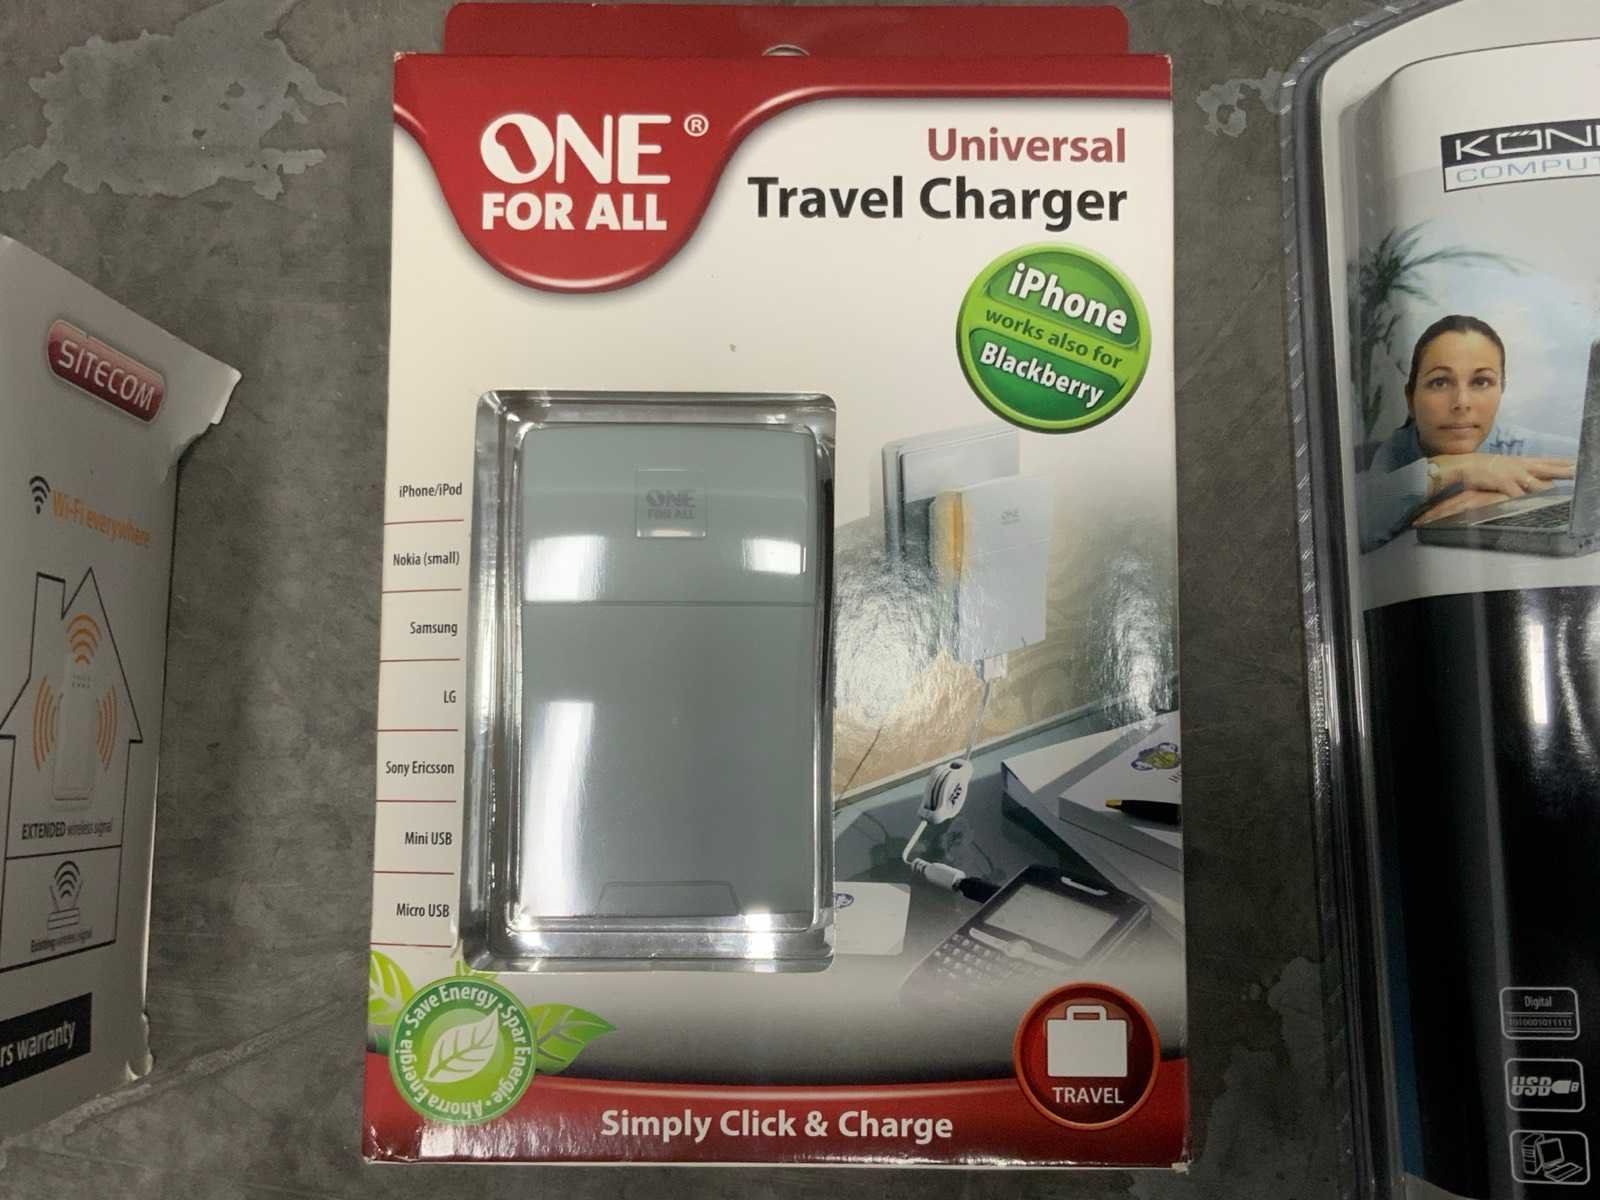 ONE®
FOR ALL
Universal
Travel Charger
iPhone
works also for
Blackberry
ONE
FOR ALL
iPhone/iPod
Nokia (small)
Samsung
LG
Sony Ericsson
Mini USB
Micro USB
Save Energy • Spar Energie • Ahorra Energia •
TRAVEL
Simply Click & Charge
SITECOM
Wi-Fi everywhere
EXTENDED wireless signal
Existing wireless signal
rs warranty
KÖNI
COMPUT
Digital
1010001011111
USB